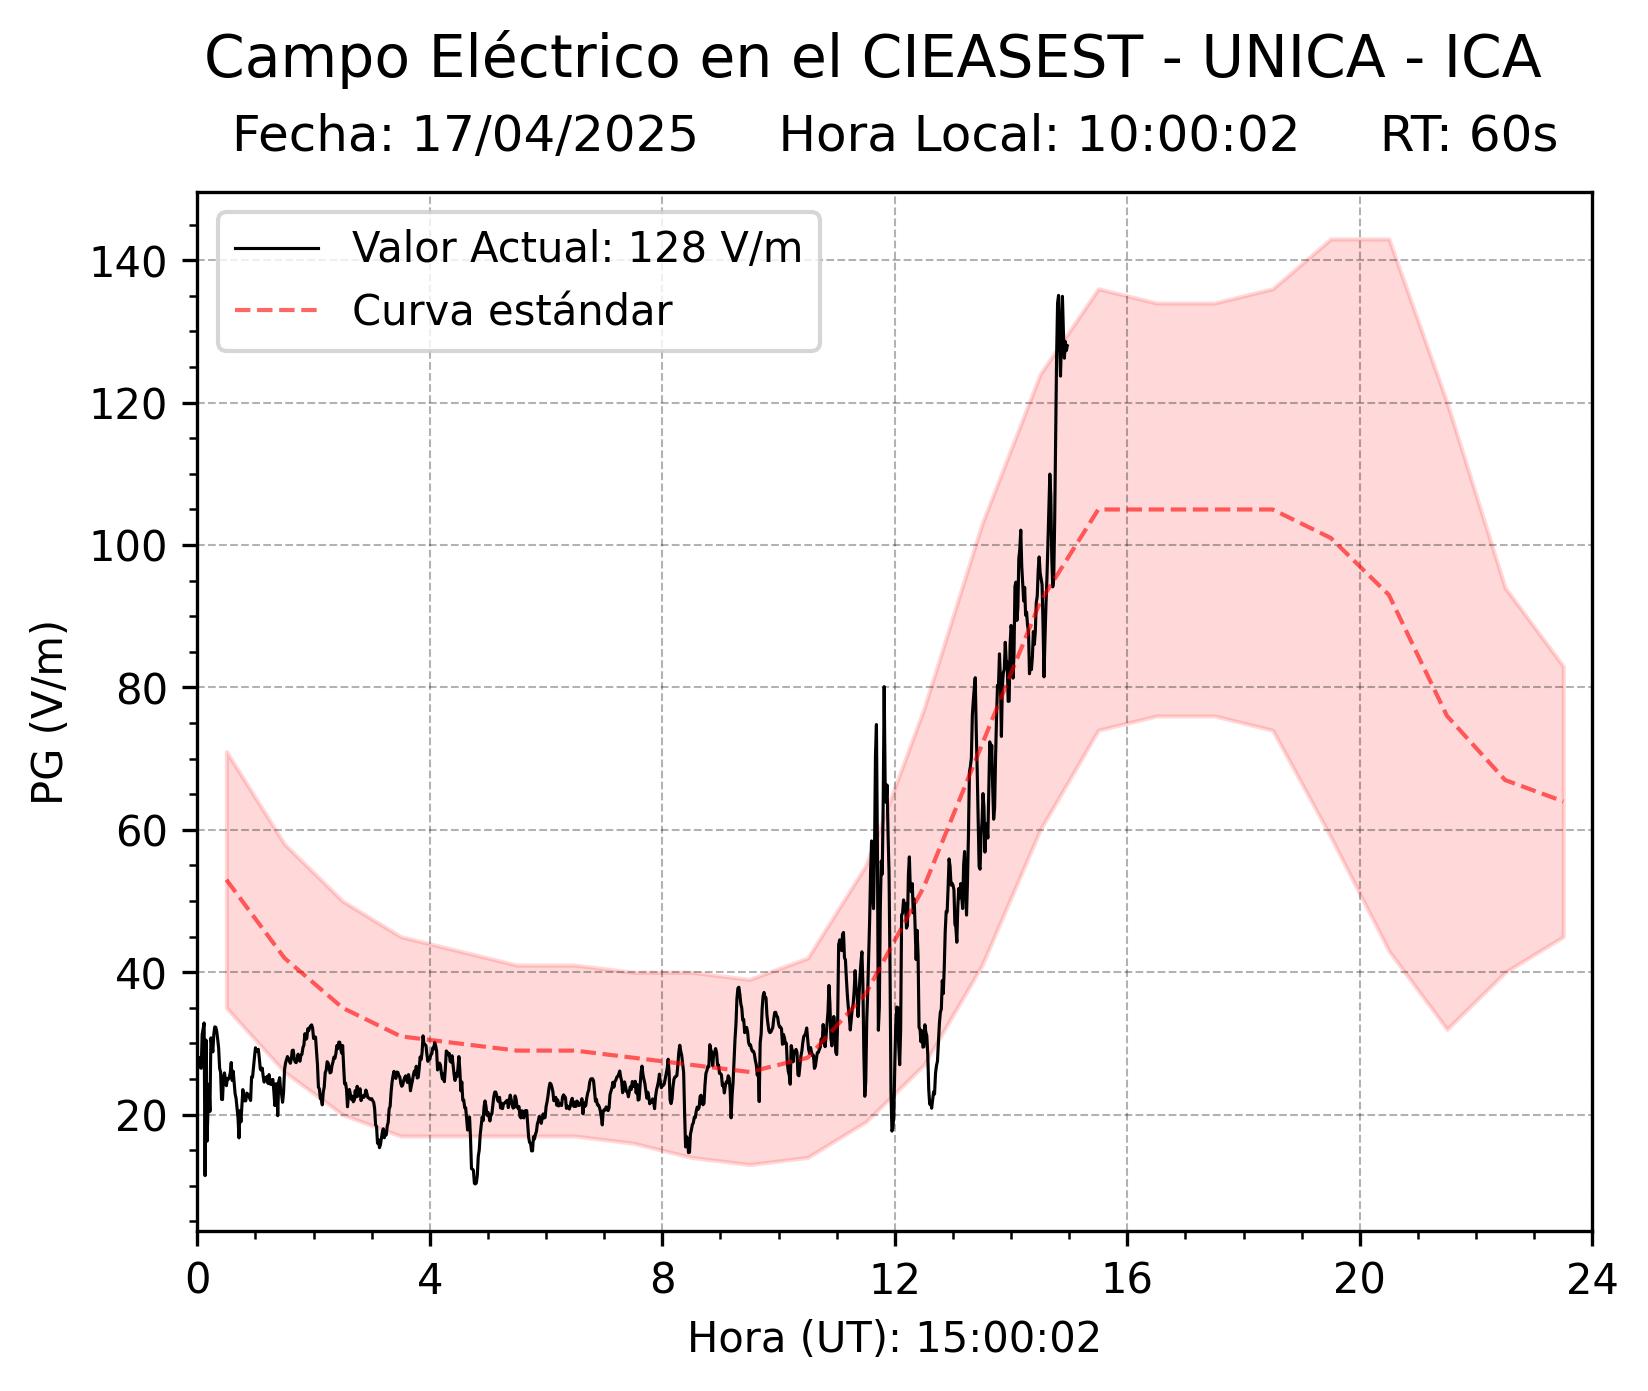 Campo Eléctrico en el CIEASEST - UNICA - ICA
Fecha: 17/04/2025 Hora Local: 10:00:02 RT: 60s
Valor Actual: 128 V/m
Curva estándar
140
120
100
80
60
40
20
PG (V/m)
0 4 8 12 16 20 24
Hora (UT): 15:00:02